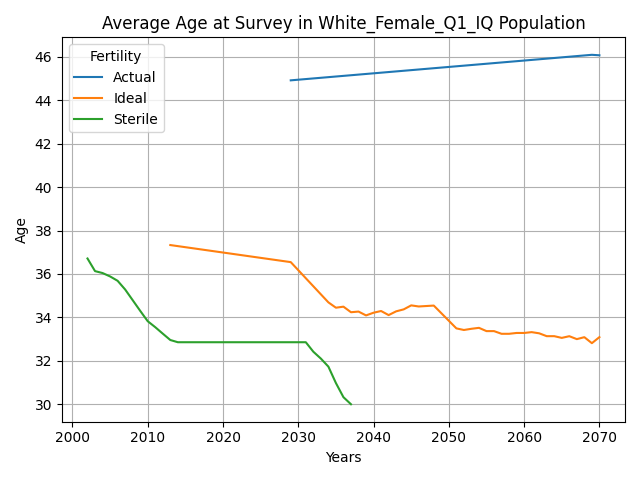 Average Age at Survey in White_Female_Q1_IQ Population
Fertility
Actual
Ideal
Sterile
Age
46
44
42
40
38
36
34
32
30
2000 2010 2020 2030 2040 2050 2060 2070
Years